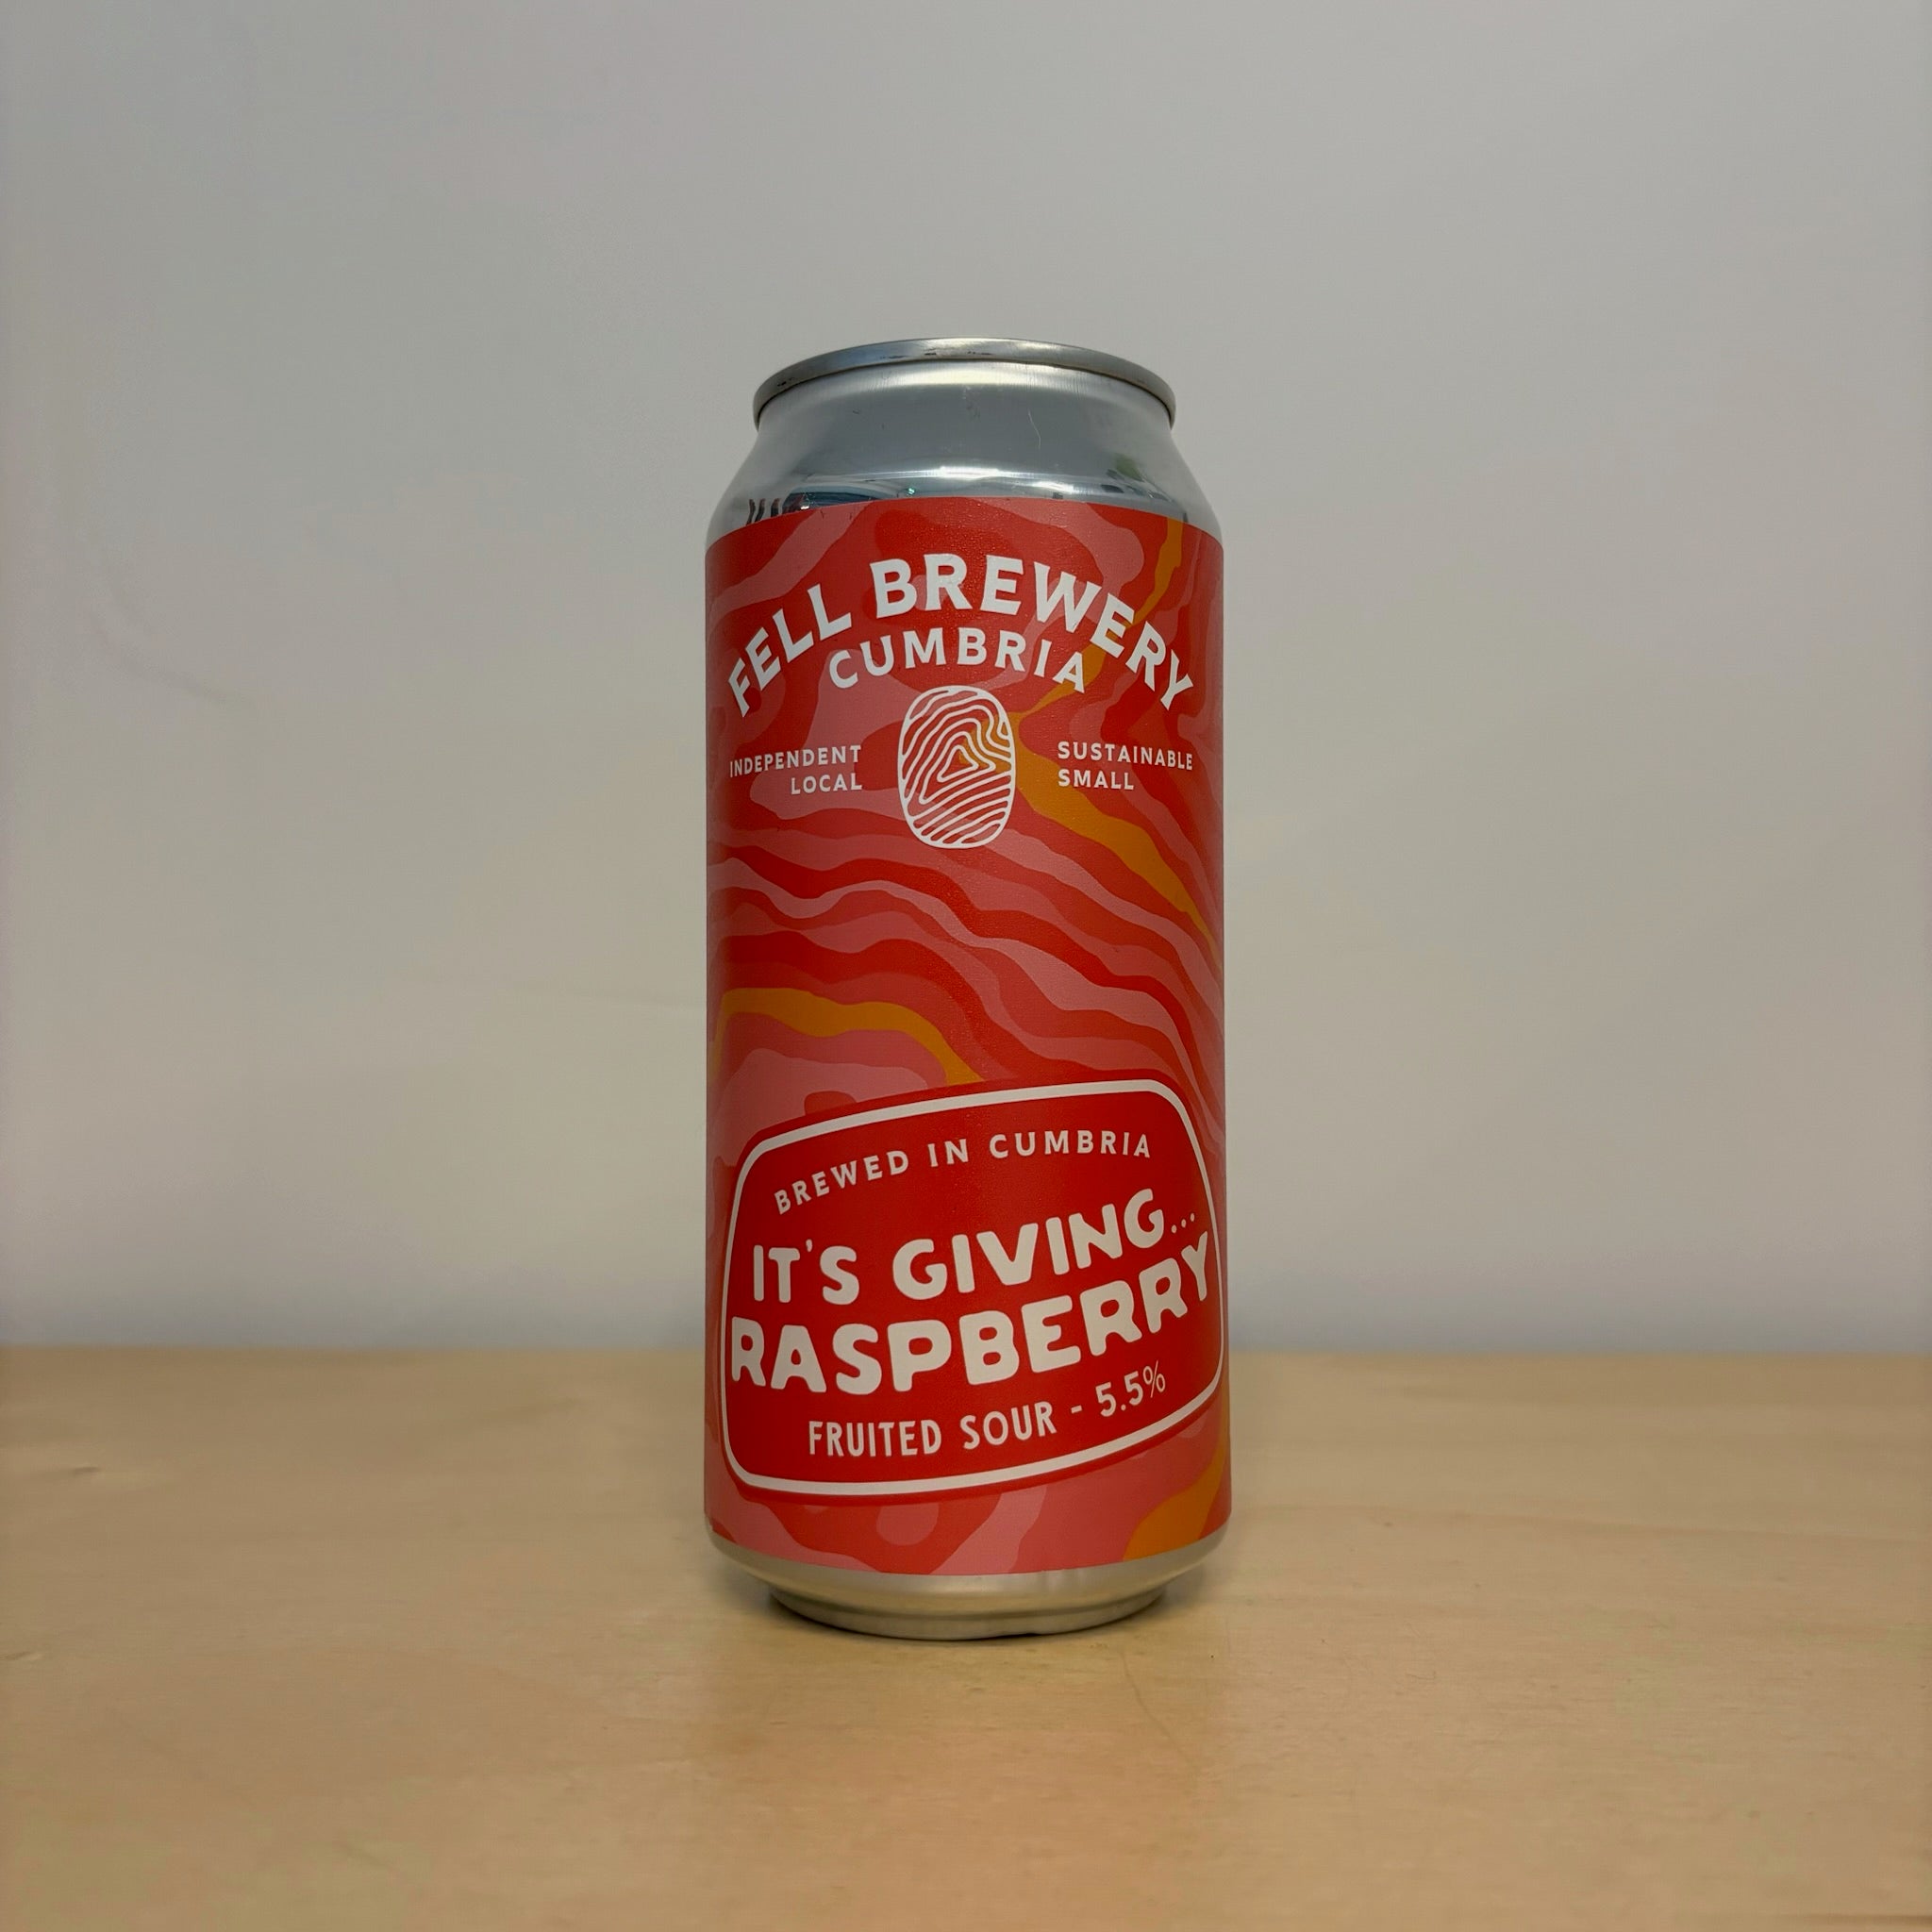 FELL BREWERY
CUMBRIA
INDEPENDENT
LOCAL
SUSTAINABLE
SMALL
BREWED IN CUMBRIA
IT'S GIVING...
RASPBERRY
FRUITED SOUR - 5.5%